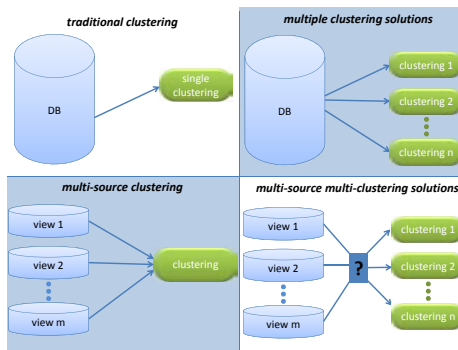 traditional clustering
DB
single
clustering
multiple clustering solutions
DB
clustering 1
clustering 2
clustering n
multi-source clustering
view 1
view 2
view m
clustering
multi-source multi-clustering solutions
view 1
view 2
view m
?
clustering 1
clustering 2
clustering n